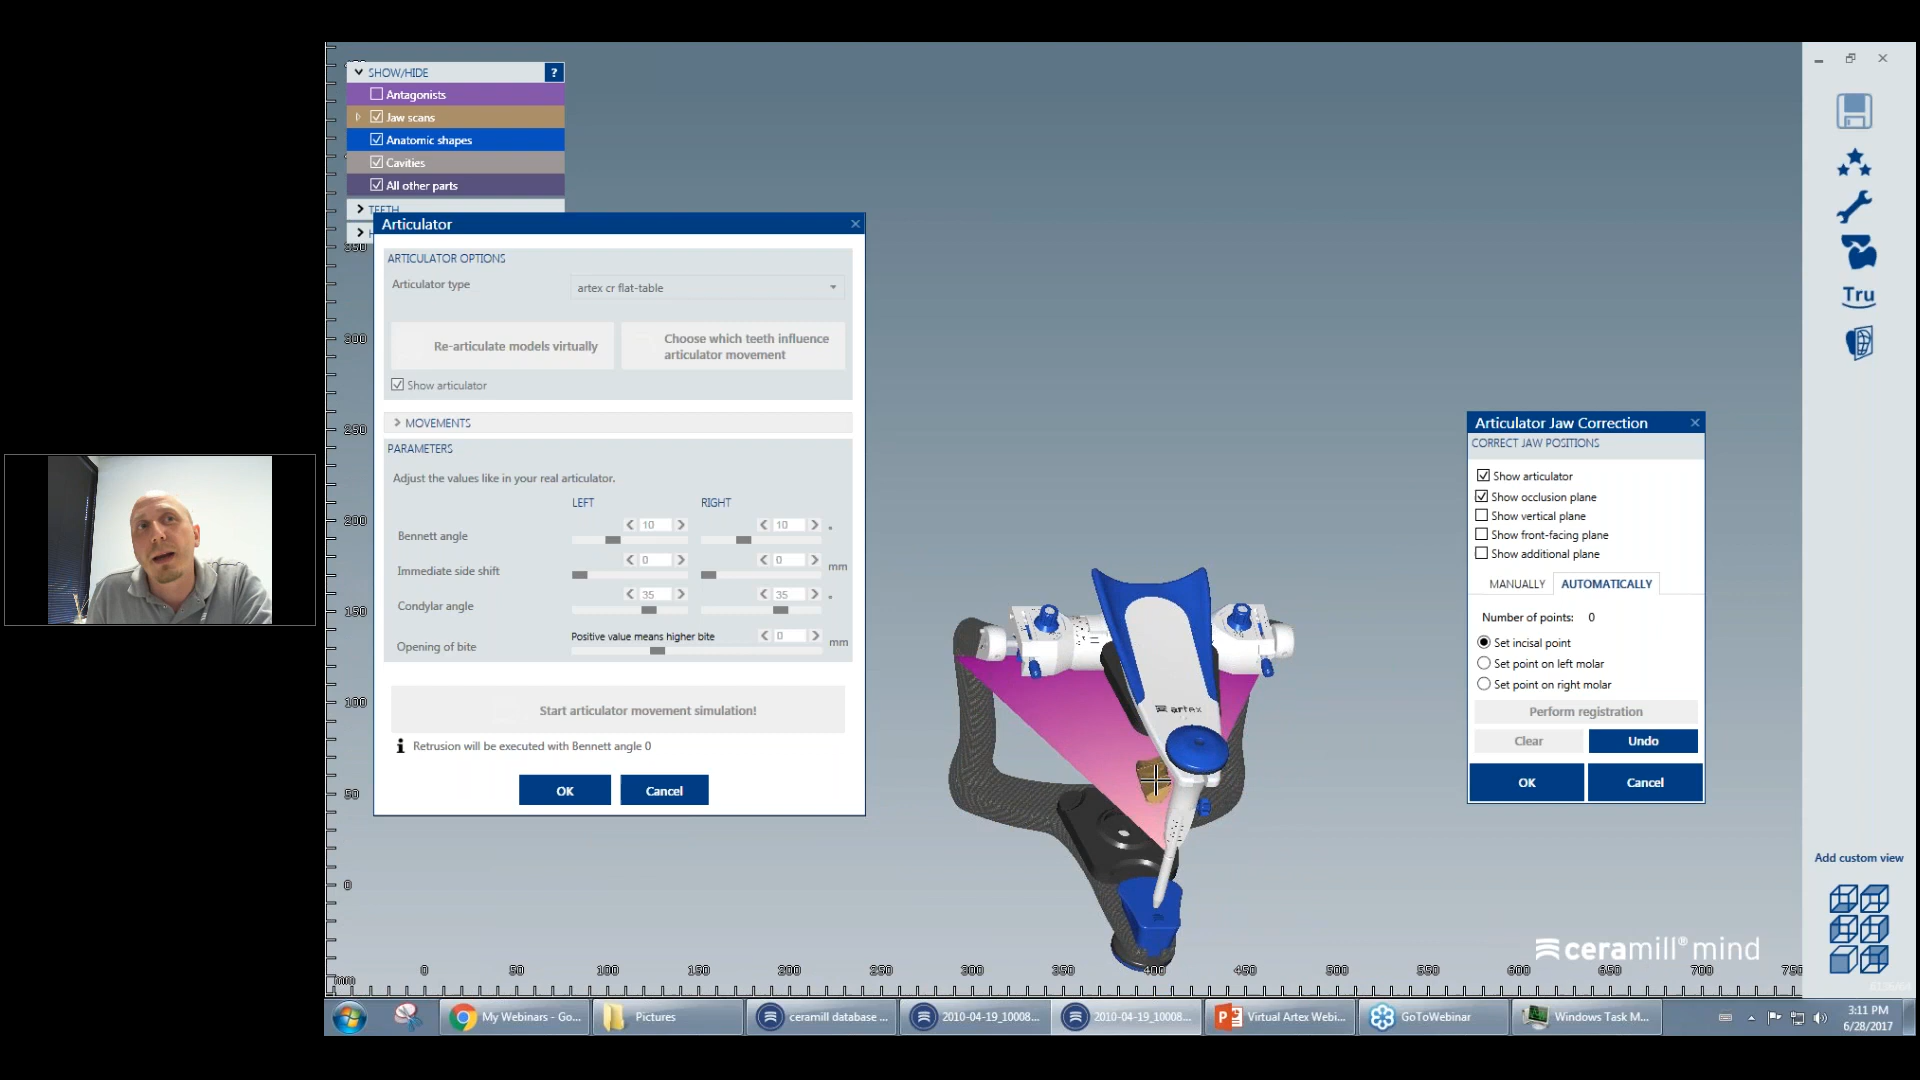 SHOW/HIDE
?
Antagonists
Jaw scans
Anatomic shapes
Cavities
All other parts
TEETH
Articulator
ARTICULATOR OPTIONS
Articulator type
artex cr flat-table
Re-articulate models virtually
Choose which teeth influence
articulator movement
Show articulator
MOVEMENTS
PARAMETERS
Adjust the values like in your real articulator.
LEFT RIGHT
Bennett angle 10 10 °
Immediate side shift 0 0 mm
Condylar angle 35 35 °
Opening of bite Positive value means higher bite 0 mm
Start articulator movement simulation!
Retrusion will be executed with Bennett angle 0
OK Cancel
350
300
250
200
150
100
50
0
mm 0 50 100 150 200 250 300 350 400 450 500 550 600 650 700 750
artex
Articulator Jaw Correction
CORRECT JAW POSITIONS
Show articulator
Show occlusion plane
Show vertical plane
Show front-facing plane
Show additional plane
MANUALLY AUTOMATICALLY
Number of points: 0
Set incisal point
Set point on left molar
Set point on right molar
Perform registration
Clear Undo
OK Cancel
Tru
Add custom view
ceramill® mind
My Webinars - Go...
Pictures
ceramill database ...
2010-04-19_10008...
2010-04-19_10008...
Virtual Artex Webi...
GoToWebinar
Windows Task M...
3:11 PM
6/28/2017